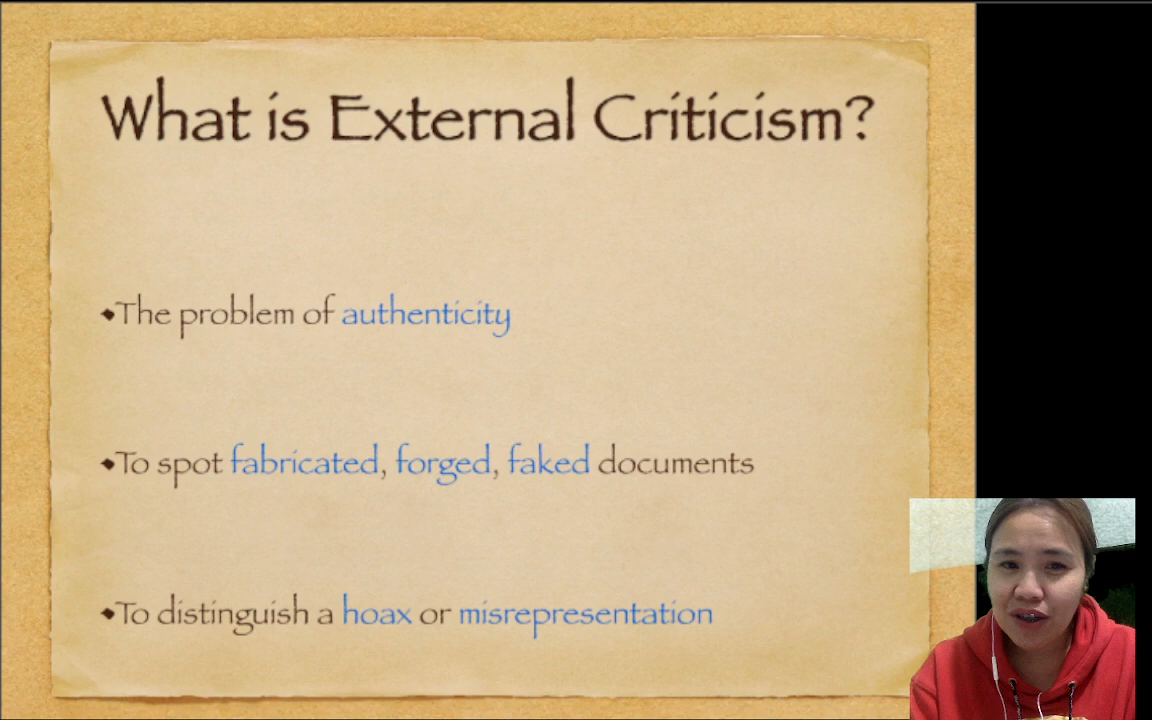 What is External Criticism?
•The problem of authenticity
•To spot fabricated, forged, faked documents
•To distinguish a hoax or misrepresentation